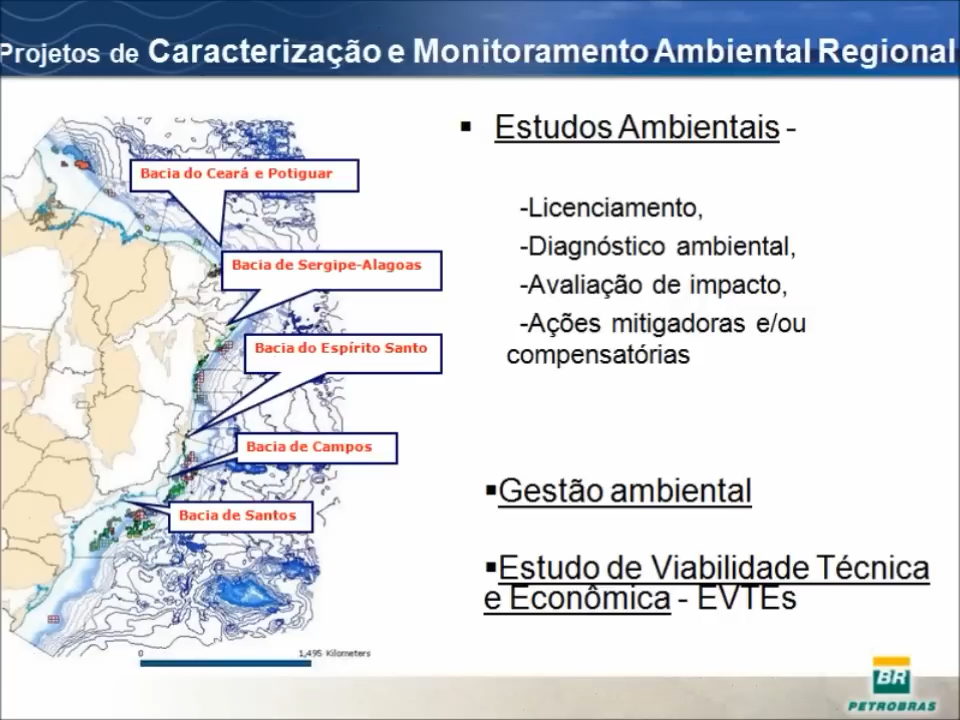 Projetos de Caracterização e Monitoramento Ambiental Regional
Bacia do Ceará e Potiguar
Bacia de Sergipe-Alagoas
Bacia do Espírito Santo
Bacia de Campos
Bacia de Santos
0 1,495 Kilometers
▪ Estudos Ambientais -
-Licenciamento,
-Diagnóstico ambiental,
-Avaliação de impacto,
-Ações mitigadoras e/ou
compensatórias
▪Gestão ambiental
▪Estudo de Viabilidade Técnica
e Econômica - EVTEs
BR
PETROBRAS